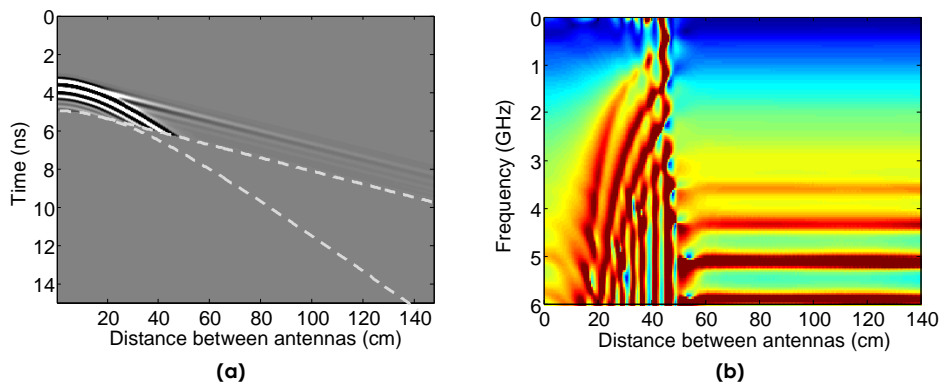 0
2
4
6
8
10
12
14
Time (ns)
0 20 40 60 80 100 120 140
Distance between antennas (cm)
(a)
0
1
2
3
4
5
6
Frequency (GHz)
0 20 40 60 80 100 120 140
Distance between antennas (cm)
(b)